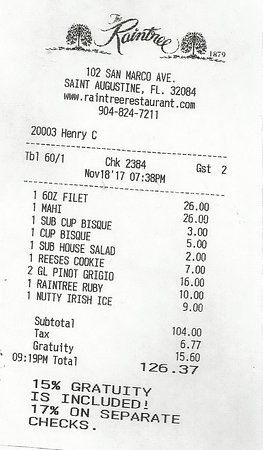 The
Raintree
1879
102 SAN MARCO AVE.
SAINT AUGUSTINE, FL. 32084
www.raintreerestaurant.com
904-824-7211
20003 Henry C
Tbl 60/1 Chk 2384 Gst 2
Nov18'17 07:38PM
1 6OZ FILET 26.00
1 MAHI 26.00
1 SUB CUP BISQUE 3.00
1 CUP BISQUE 5.00
1 SUB HOUSE SALAD 2.00
1 REESES COOKIE 7.00
2 GL PINOT GRIGIO 16.00
1 RAINTREE RUBY 10.00
1 NUTTY IRISH ICE 9.00
Subtotal 104.00
Tax 6.77
Gratuity 15.60
09:19PM Total 126.37
15% GRATUITY
IS INCLUDED!
17% ON SEPARATE
CHECKS.